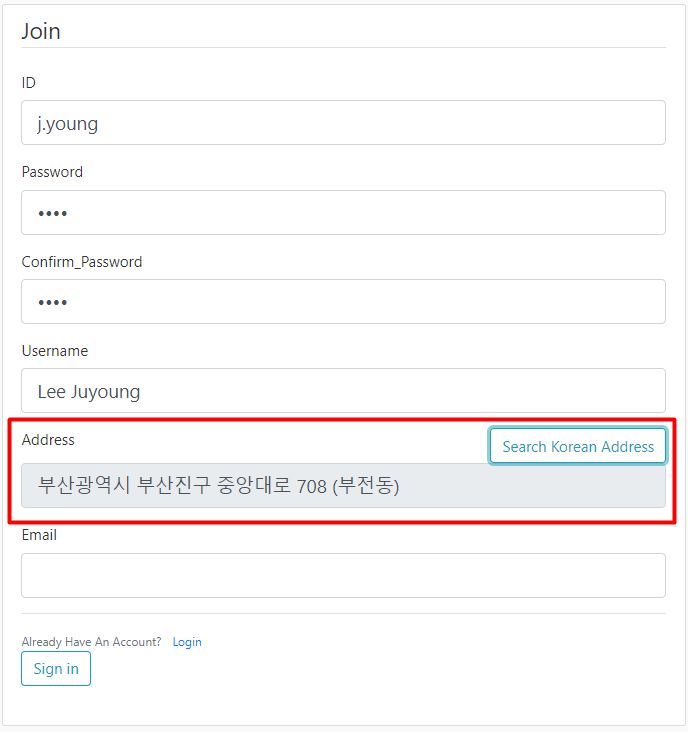 Join
ID
j.young
Password
••••
Confirm_Password
••••
Username
Lee Juyoung
Address
Search Korean Address
부산광역시 부산진구 중앙대로 708 (부전동)
Email
Already Have An Account? Login
Sign in